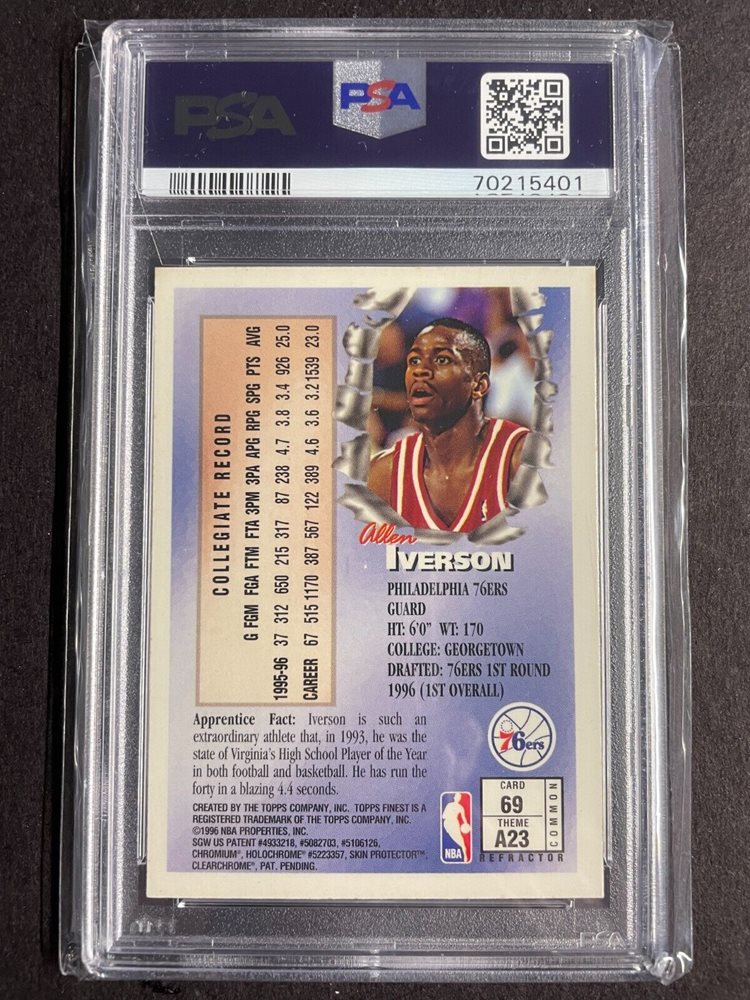 PSA
PSA
70215401
COLLEGIATE RECORD
G FGM FGA FTM FTA 3PM 3PA APG RPG SPG PTS AVG
1995-96 37 312 650 215 317 87 238 4.7 3.8 3.4 926 25.0
CAREER 67 515 1170 387 567 122 389 4.6 3.6 3.2 1539 23.0
Allen
IVERSON
PHILADELPHIA 76ERS
GUARD
HT: 6'0" WT: 170
COLLEGE: GEORGETOWN
DRAFTED: 76ERS 1ST ROUND
1996 (1ST OVERALL)
Apprentice Fact: Iverson is such an
extraordinary athlete that, in 1993, he was the
state of Virginia's High School Player of the Year
in both football and basketball. He has run the
forty in a blazing 4.4 seconds.
CREATED BY THE TOPPS COMPANY, INC. TOPPS FINEST IS A
REGISTERED TRADEMARK OF THE TOPPS COMPANY, INC.
©1996 NBA PROPERTIES, INC.
SGW US PATENT #4933218, #5082703, #5106126,
CHROMIUM®, HOLOCHROME® #5223357, SKIN PROTECTOR™,
CLEARCHROME®, PAT. PENDING.
76ers
NBA
CARD
69
THEME
A23
COMMON
REFRACTOR
PSA